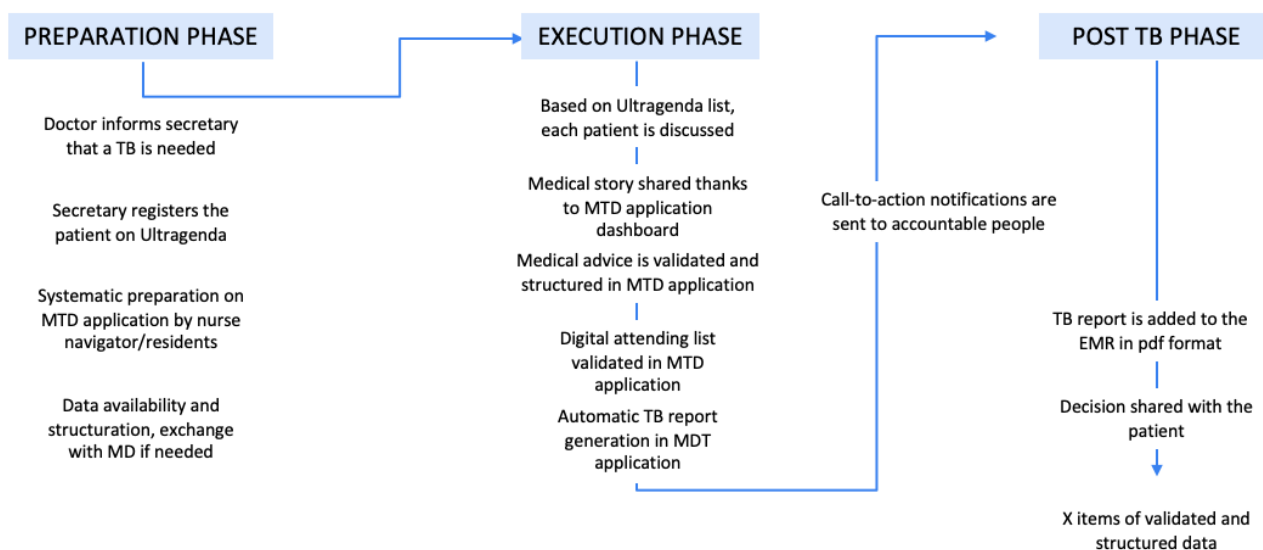 PREPARATION PHASE
Doctor informs secretary
that a TB is needed
Secretary registers the
patient on Ultragenda
Systematic preparation on
MTD application by nurse
navigator/residents
Data availability and
structuration, exchange
with MD if needed
EXECUTION PHASE
Based on Ultragenda list,
each patient is discussed
Medical story shared thanks
to MTD application
dashboard
Medical advice is validated and
structured in MTD application
Digital attending list
validated in MTD
application
Automatic TB report
generation in MDT
application
Call-to-action notifications are
sent to accountable people
POST TB PHASE
TB report is added to the
EMR in pdf format
Decision shared with the
patient
X items of validated and
structured data